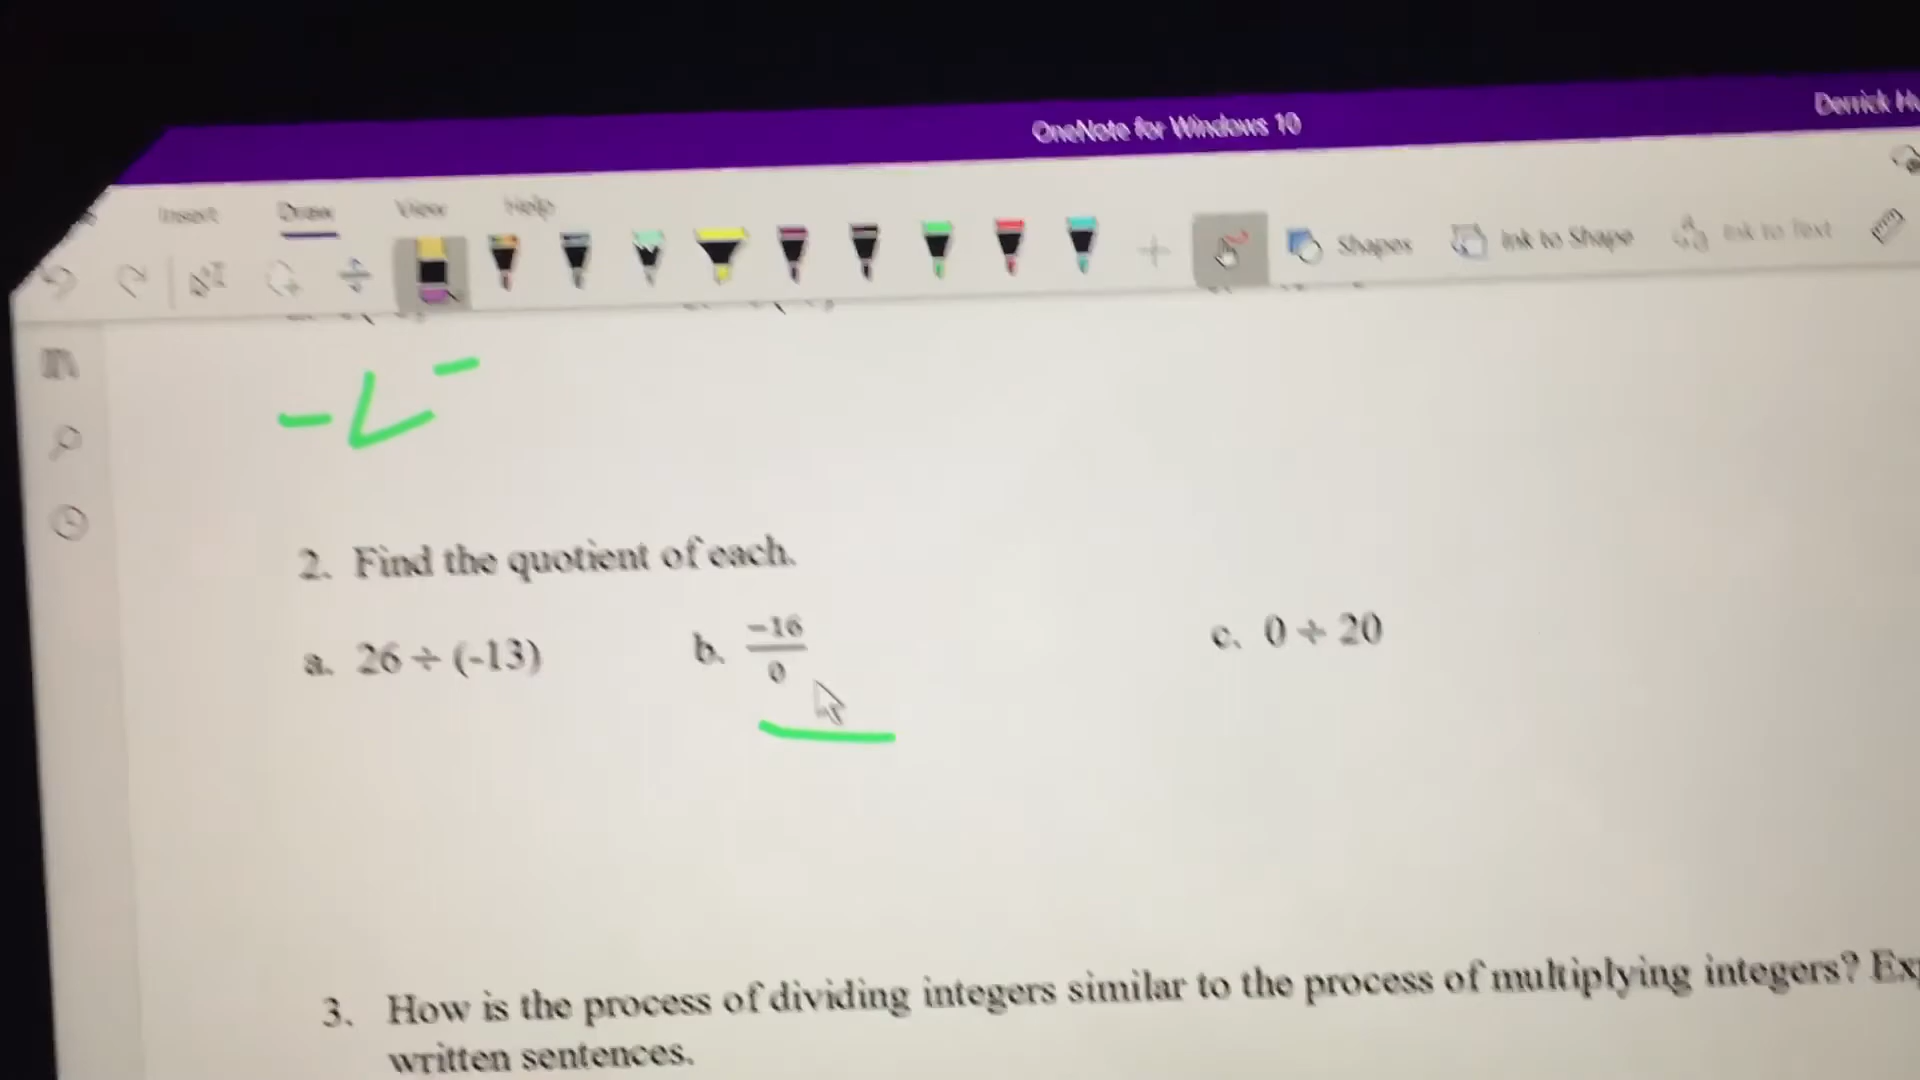 OneNote for Windows 10
Derrick
Insert Draw View Help
Shapes Ink to Shape Ink to Text
2. Find the quotient of each.
a. 26 ÷ (-13) b. -16/0 c. 0 ÷ 20
3. How is the process of dividing integers similar to the process of multiplying integers?
written sentences.